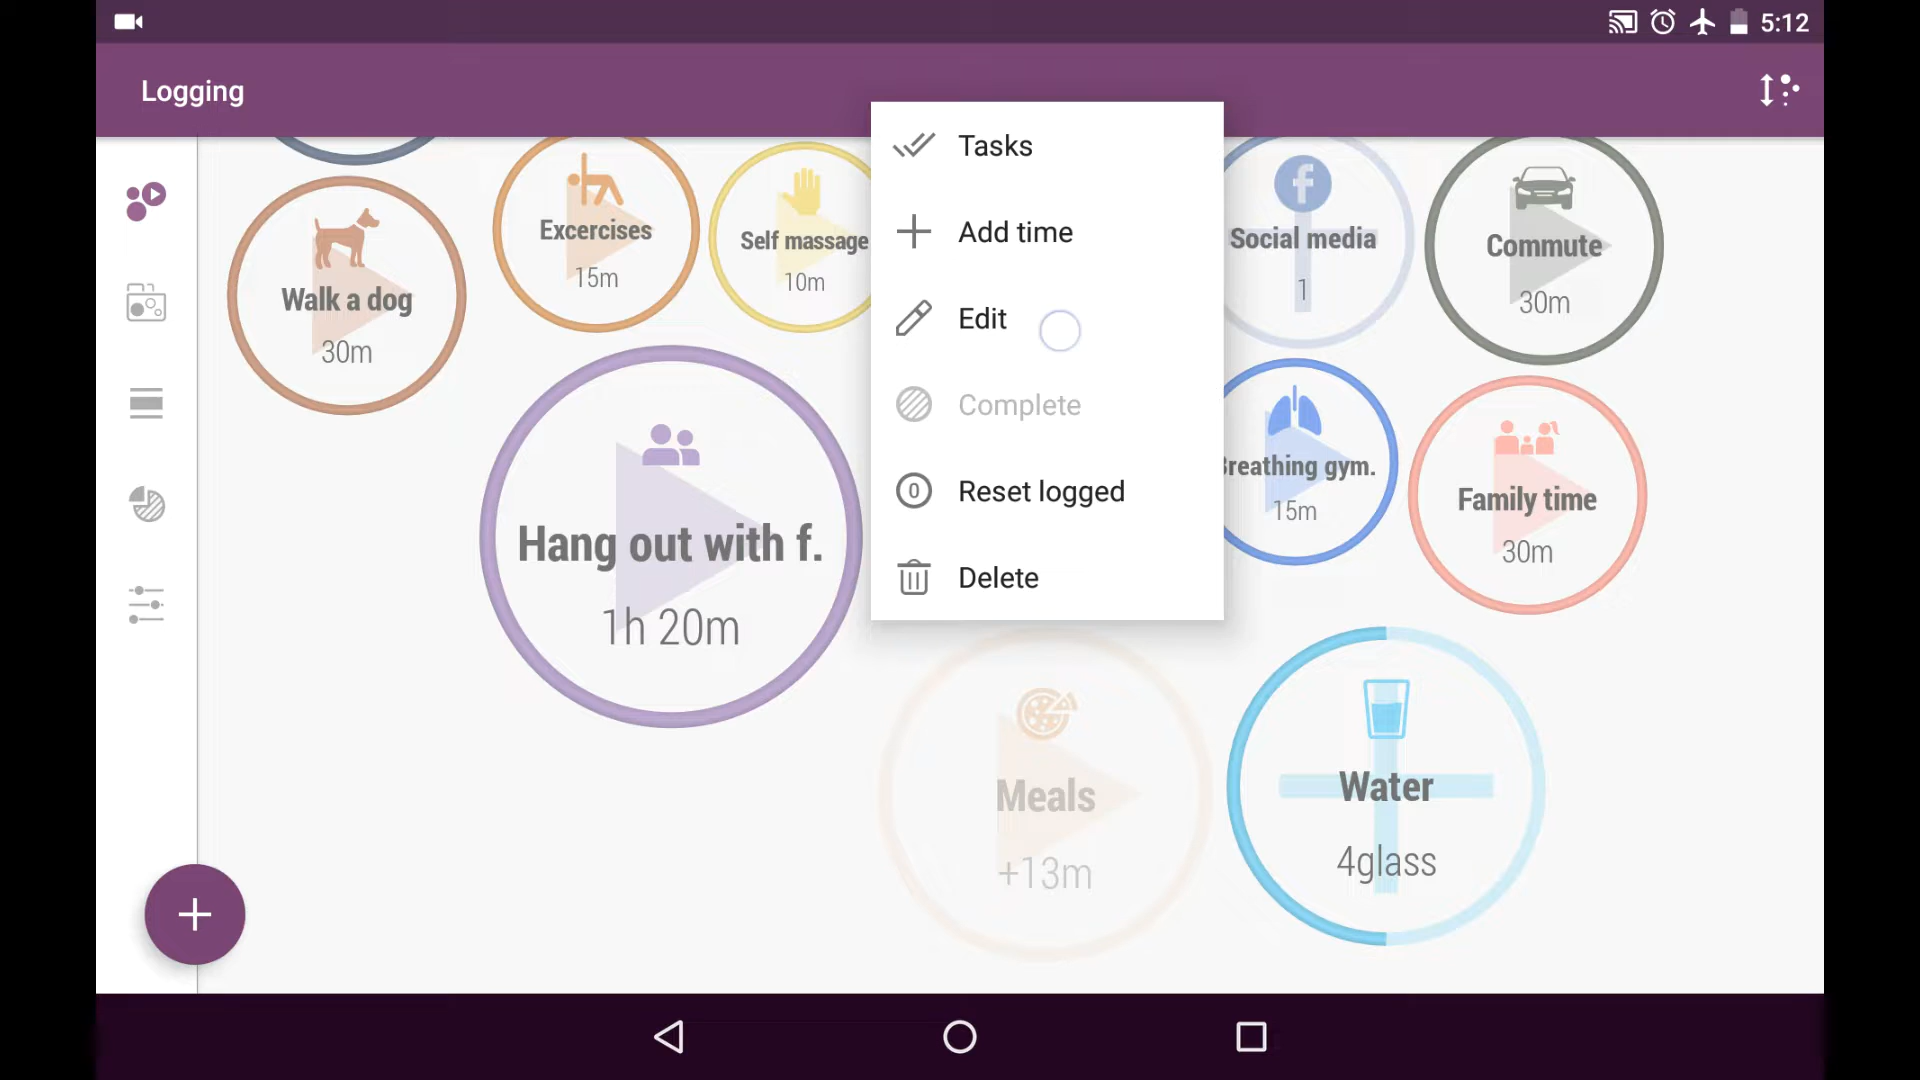 5:12
Logging
Tasks
Add time
Edit
Complete
Reset logged
Delete
Walk a dog
30m
Excercises
15m
Self massage
10m
Social media
1
Commute
30m
Hang out with f.
1h 20m
Breathing gym.
15m
Family time
30m
Meals
+13m
Water
4glass
0